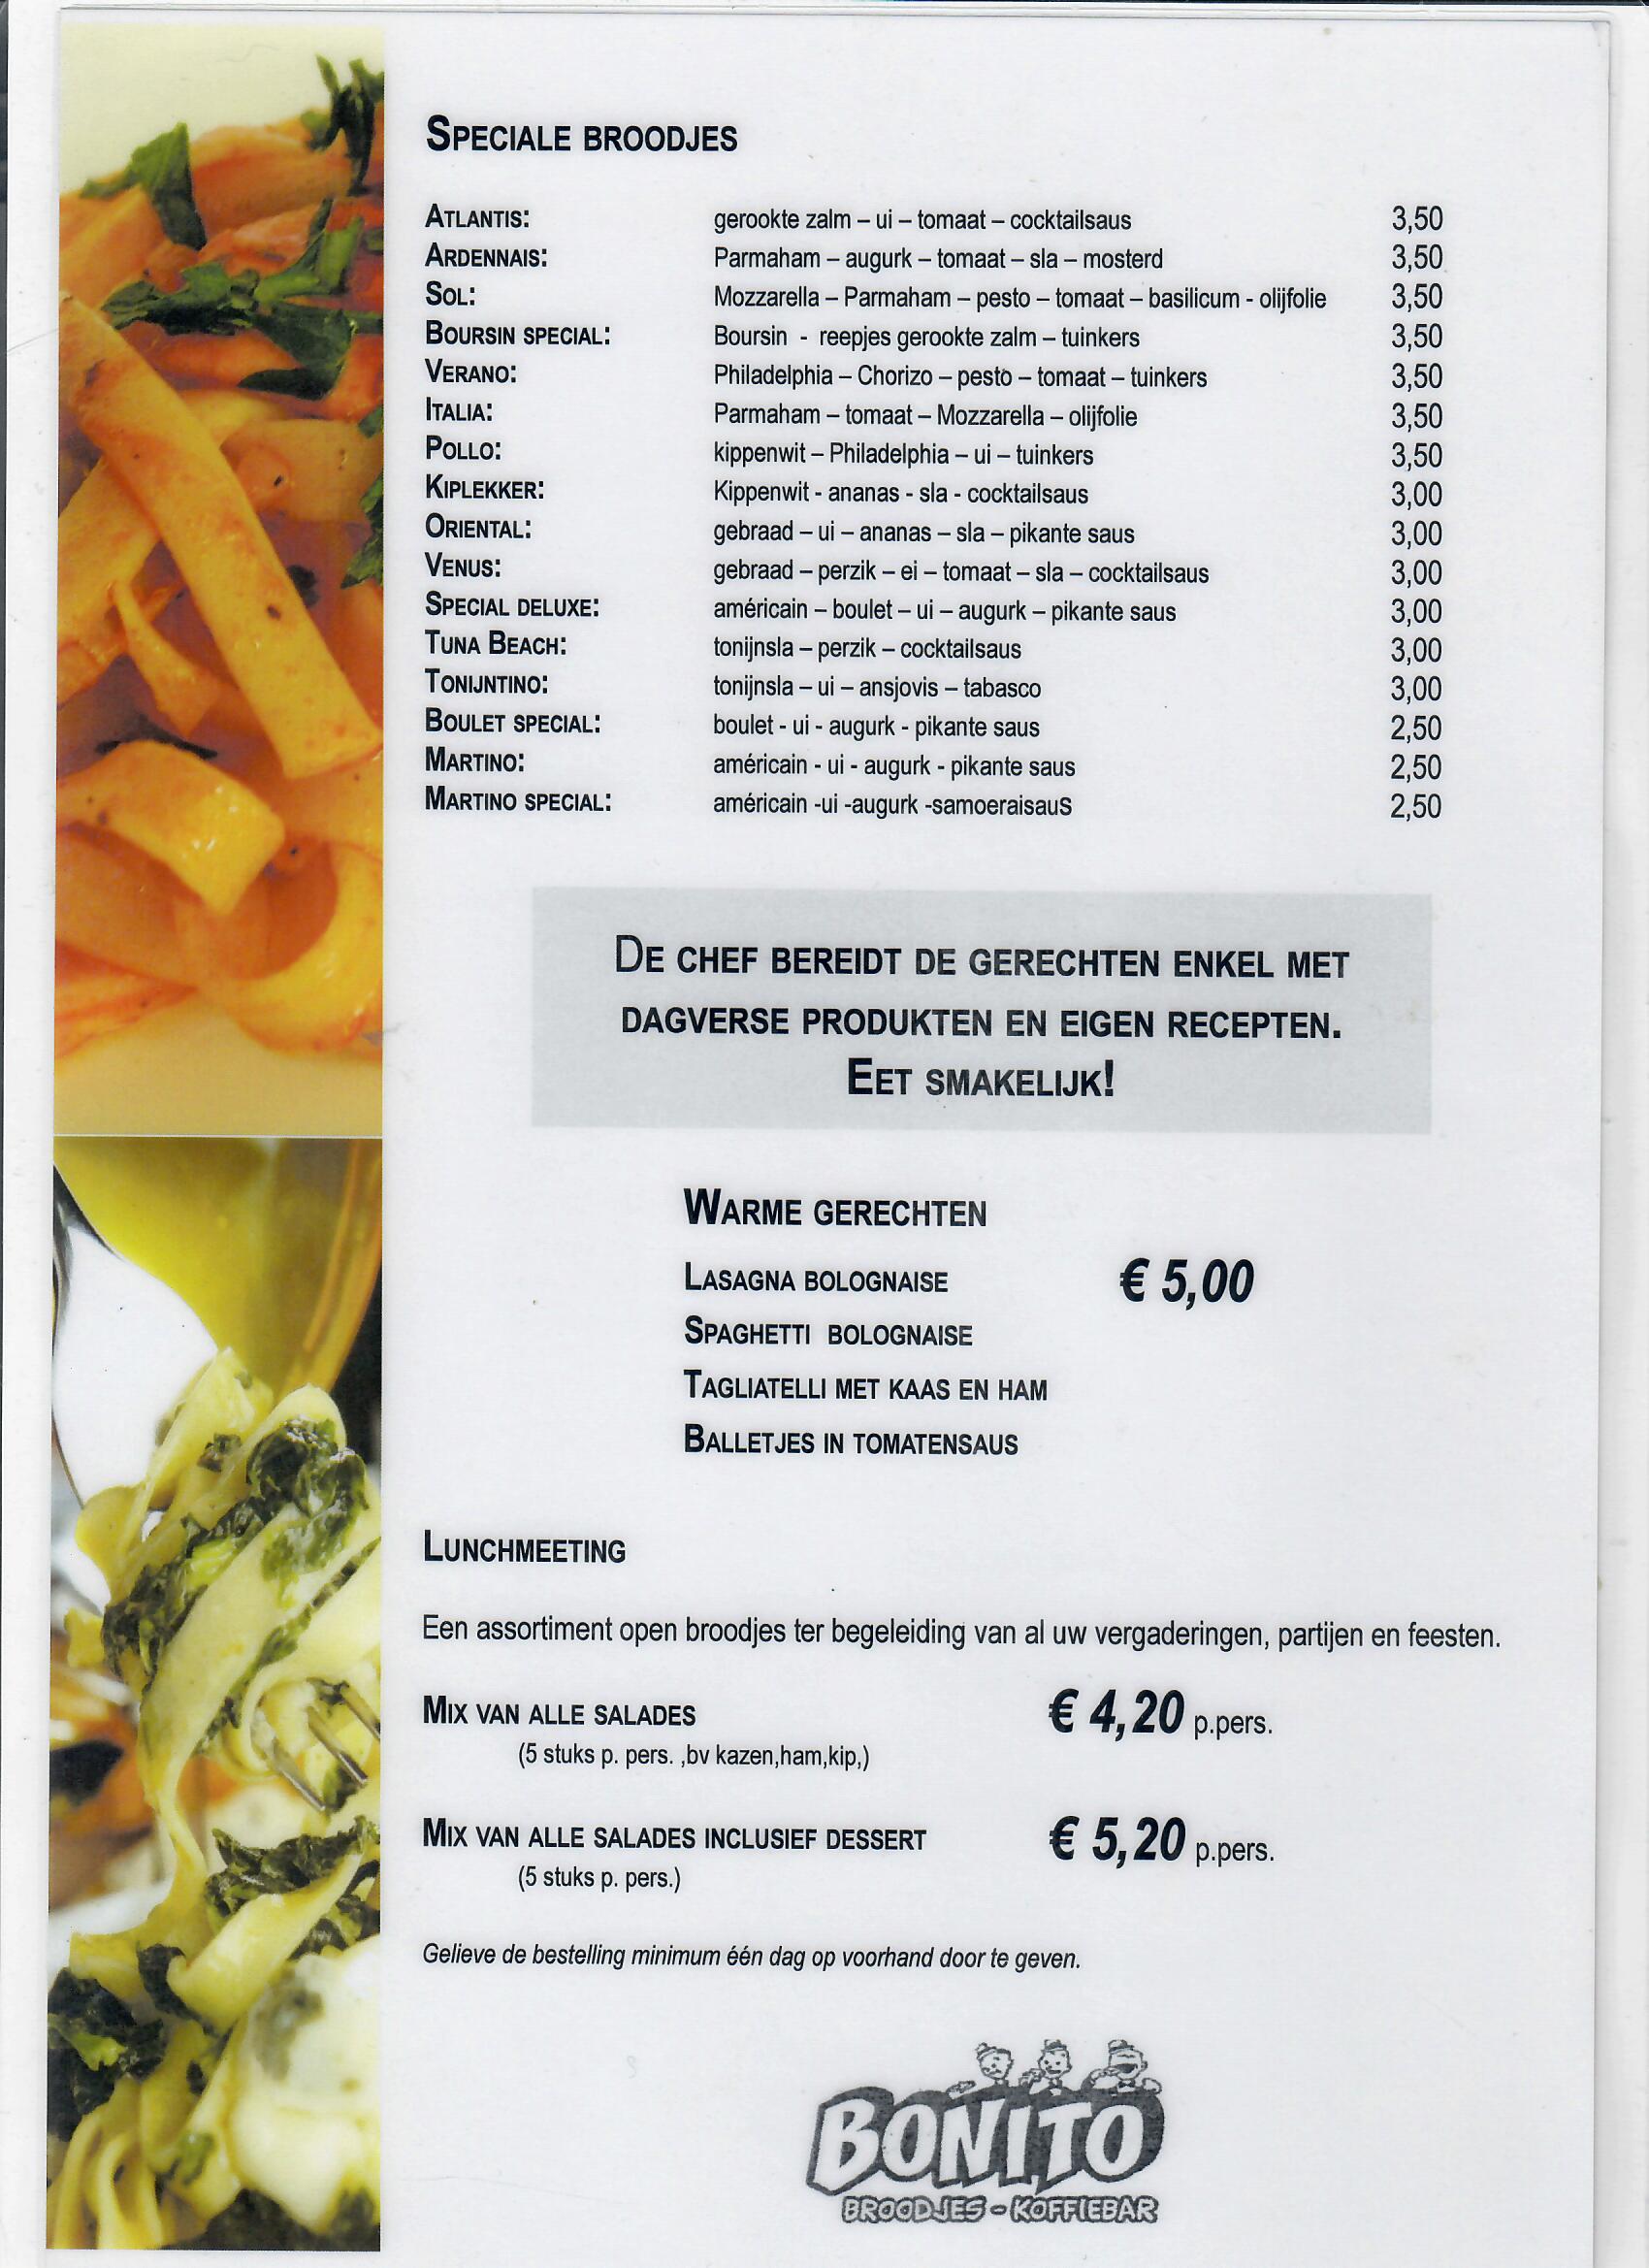 SPECIALE BROODJES
ATLANTIS: gerookte zalm – ui – tomaat – cocktailsaus 3,50
ARDENNAIS: Parmaham – augurk – tomaat – sla – mosterd 3,50
SOL: Mozzarella – Parmaham – pesto – tomaat – basilicum - olijfolie 3,50
BOURSIN SPECIAL: Boursin - reepjes gerookte zalm – tuinkers 3,50
VERANO: Philadelphia – Chorizo – pesto – tomaat – tuinkers 3,50
ITALIA: Parmaham – tomaat – Mozzarella – olijfolie 3,50
POLLO: kippenwit – Philadelphia – ui – tuinkers 3,50
KIPLEKKER: Kippenwit - ananas - sla - cocktailsaus 3,00
ORIENTAL: gebraad – ui – ananas – sla – pikante saus 3,00
VENUS: gebraad – perzik – ei – tomaat – sla – cocktailsaus 3,00
SPECIAL DELUXE: américain – boulet – ui – augurk – pikante saus 3,00
TUNA BEACH: tonijnsla – perzik – cocktailsaus 3,00
TONIJNTINO: tonijnsla – ui – ansjovis – tabasco 3,00
BOULET SPECIAL: boulet - ui - augurk - pikante saus 2,50
MARTINO: américain - ui - augurk - pikante saus 2,50
MARTINO SPECIAL: américain -ui -augurk -samoeraisauS 2,50
DE CHEF BEREIDT DE GERECHTEN ENKEL MET
DAGVERSE PRODUKTEN EN EIGEN RECEPTEN.
EET SMAKELIJK!
WARME GERECHTEN
LASAGNA BOLOGNAISE € 5,00
SPAGHETTI BOLOGNAISE
TAGLIATELLI MET KAAS EN HAM
BALLETJES IN TOMATENSAUS
LUNCHMEETING
Een assortiment open broodjes ter begeleiding van al uw vergaderingen, partijen en feesten.
MIX VAN ALLE SALADES € 4,20 p.pers.
(5 stuks p. pers. ,bv kazen,ham,kip,)
MIX VAN ALLE SALADES INCLUSIEF DESSERT € 5,20 p.pers.
(5 stuks p. pers.)
Gelieve de bestelling minimum één dag op voorhand door te geven.
BONITO
BROODJES - KOFFIEBAR